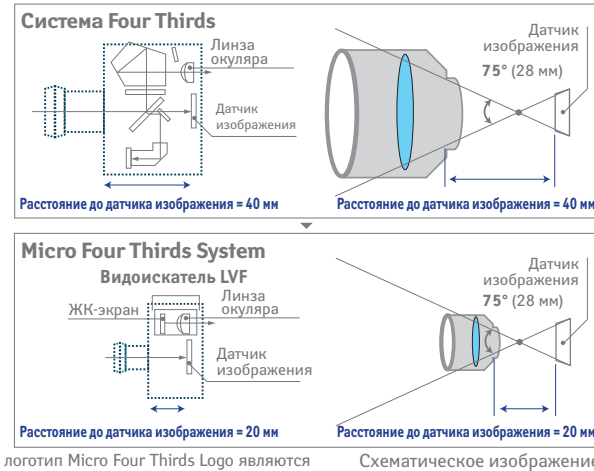 Система Four Thirds
Линза
окуляра
Датчик
изображения
Расстояние до датчика изображения = 40 мм
Датчик
изображения
75° (28 мм)
Расстояние до датчика изображения = 40 мм
Micro Four Thirds System
Видоискатель LVF
ЖК-экран
Линза
окуляра
Датчик
изображения
Расстояние до датчика изображения = 20 мм
Датчик
изображения
75° (28 мм)
Расстояние до датчика изображения = 20 мм
логотип Micro Four Thirds Logo являются
Схематическое изображение